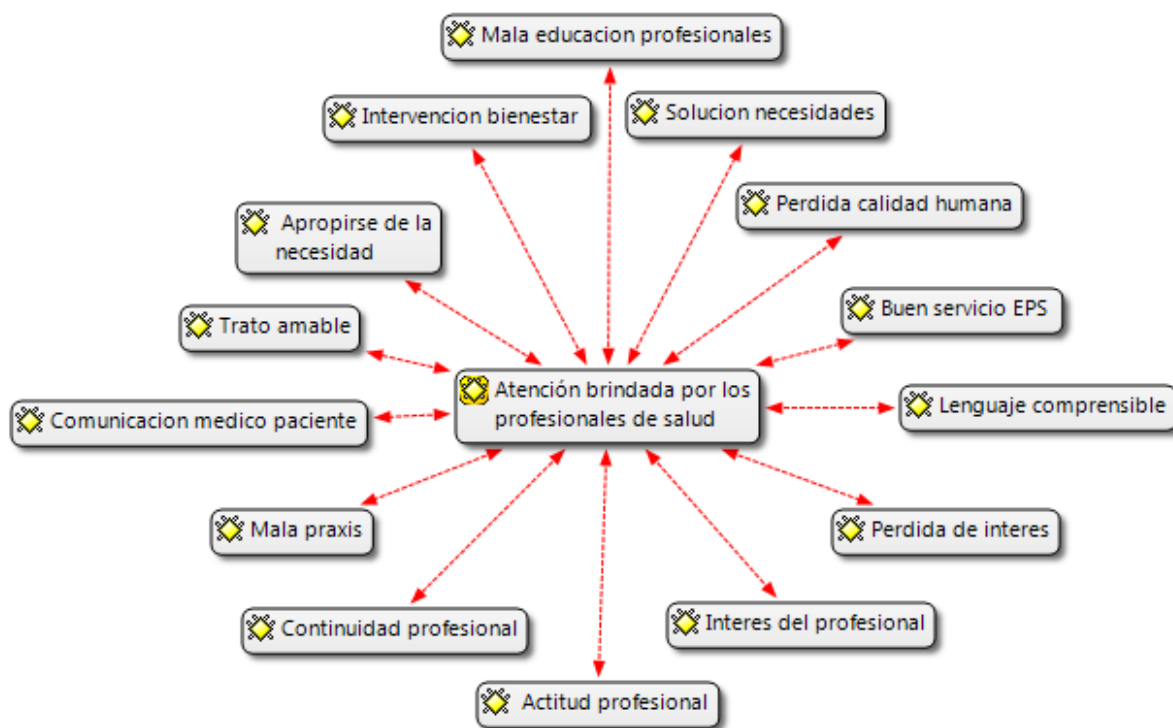 Mala educacion profesionales
Intervencion bienestar
Solucion necesidades
Perdida calidad humana
Apropirse de la
necesidad
Buen servicio EPS
Trato amable
Atención brindada por los
profesionales de salud
Lenguaje comprensible
Comunicacion medico paciente
Mala praxis
Perdida de interes
Continuidad profesional
Interes del profesional
Actitud profesional